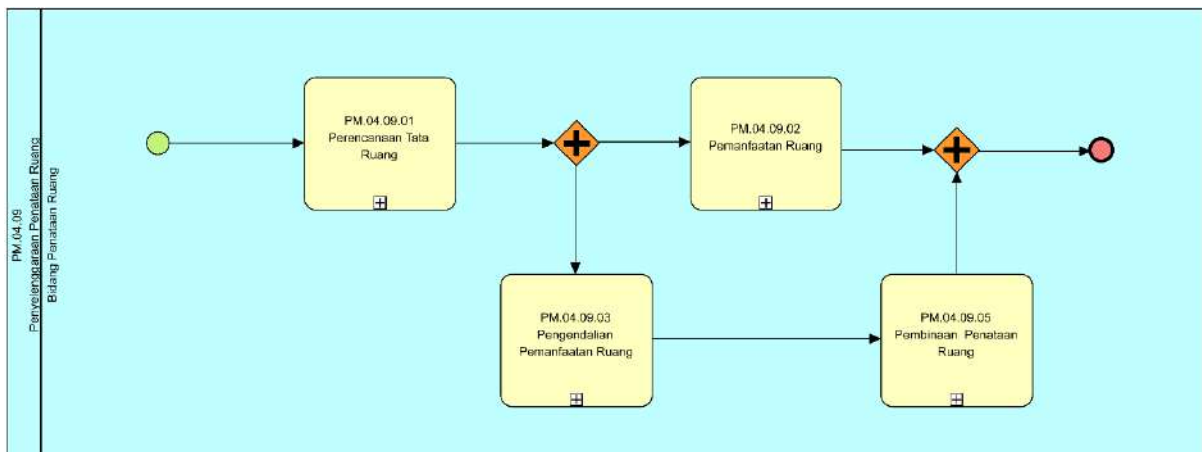 PM.04.09
Penyelenggaraan Penataan Ruang
Bidang Penataan Ruang
PM.04.09.01
Perencanaan Tata
Ruang
PM.04.09.02
Pemanfaatan Ruang
PM.04.09.03
Pengendalian
Pemanfaatan Ruang
PM.04.09.05
Pembinaan Penataan
Ruang